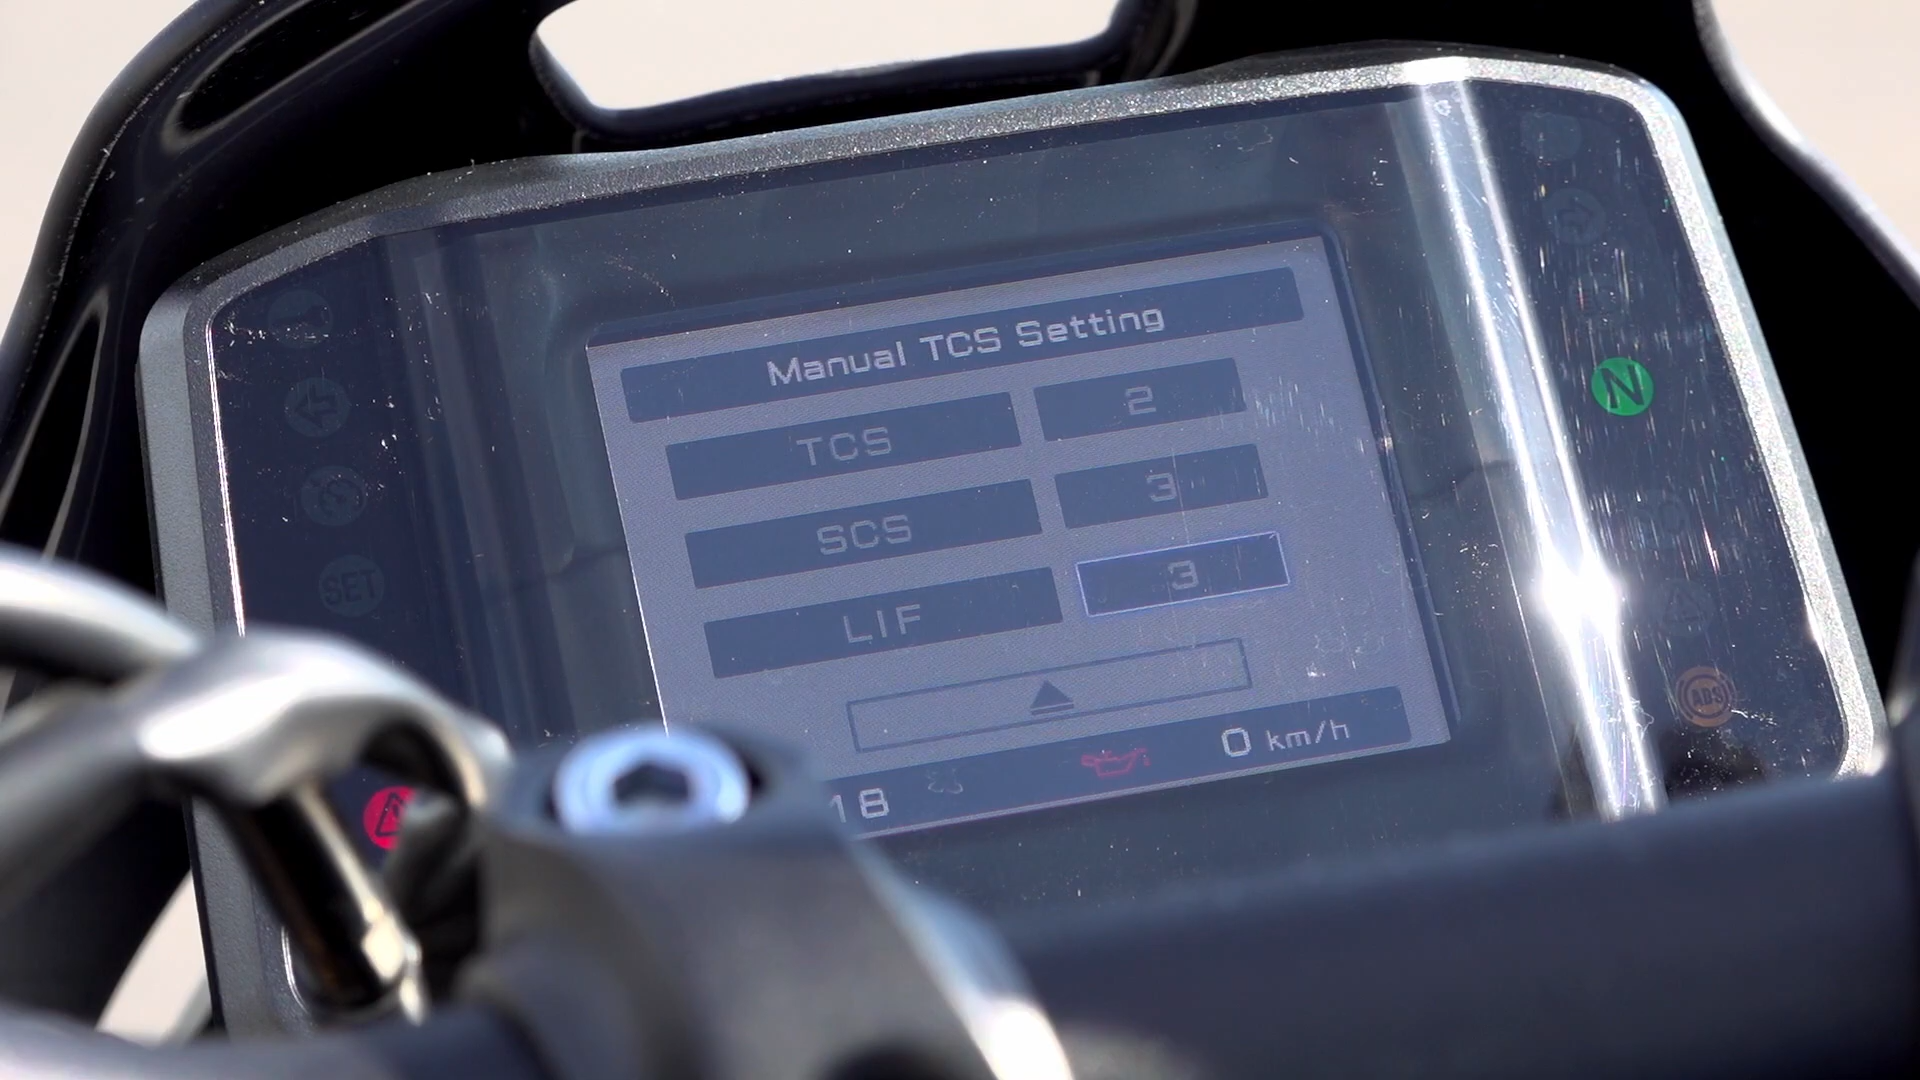 Manual TCS Setting
TCS 2
SCS 3
LIF 3
SET
N
ABS
18
0 km/h